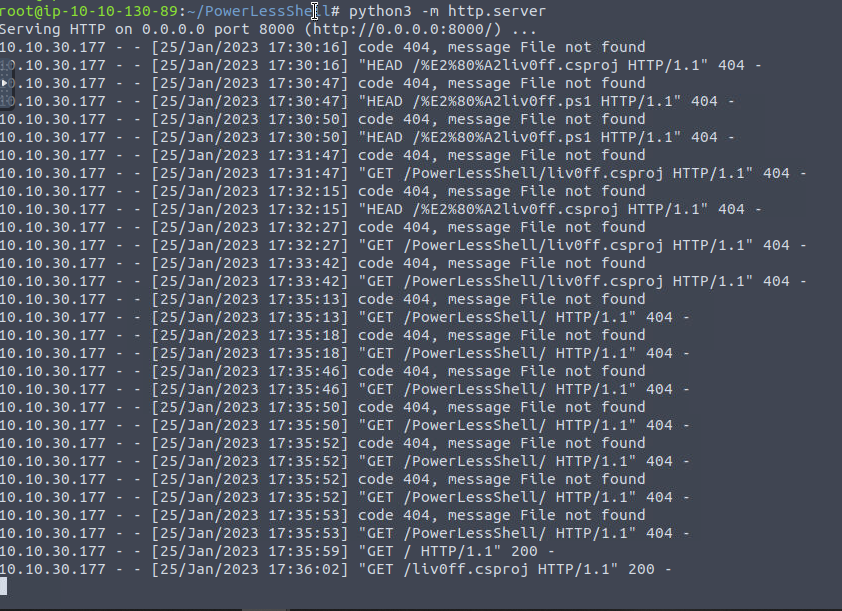 root@ip-10-10-130-89:~/PowerLessShell# python3 -m http.server
Serving HTTP on 0.0.0.0 port 8000 (http://0.0.0.0:8000/) ...
10.10.30.177 - - [25/Jan/2023 17:30:16] code 404, message File not found
10.10.30.177 - - [25/Jan/2023 17:30:16] "HEAD /%E2%80%A2liv0ff.csproj HTTP/1.1" 404 -
10.10.30.177 - - [25/Jan/2023 17:30:47] code 404, message File not found
10.10.30.177 - - [25/Jan/2023 17:30:47] "HEAD /%E2%80%A2liv0ff.ps1 HTTP/1.1" 404 -
10.10.30.177 - - [25/Jan/2023 17:30:50] code 404, message File not found
10.10.30.177 - - [25/Jan/2023 17:30:50] "HEAD /%E2%80%A2liv0ff.ps1 HTTP/1.1" 404 -
10.10.30.177 - - [25/Jan/2023 17:31:47] code 404, message File not found
10.10.30.177 - - [25/Jan/2023 17:31:47] "GET /PowerLessShell/liv0ff.csproj HTTP/1.1" 404 -
10.10.30.177 - - [25/Jan/2023 17:32:15] code 404, message File not found
10.10.30.177 - - [25/Jan/2023 17:32:15] "HEAD /%E2%80%A2liv0ff.csproj HTTP/1.1" 404 -
10.10.30.177 - - [25/Jan/2023 17:32:27] code 404, message File not found
10.10.30.177 - - [25/Jan/2023 17:32:27] "GET /PowerLessShell/liv0ff.csproj HTTP/1.1" 404 -
10.10.30.177 - - [25/Jan/2023 17:33:42] code 404, message File not found
10.10.30.177 - - [25/Jan/2023 17:33:42] "GET /PowerLessShell/liv0ff.csproj HTTP/1.1" 404 -
10.10.30.177 - - [25/Jan/2023 17:35:13] code 404, message File not found
10.10.30.177 - - [25/Jan/2023 17:35:13] "GET /PowerLessShell/ HTTP/1.1" 404 -
10.10.30.177 - - [25/Jan/2023 17:35:18] code 404, message File not found
10.10.30.177 - - [25/Jan/2023 17:35:18] "GET /PowerLessShell/ HTTP/1.1" 404 -
10.10.30.177 - - [25/Jan/2023 17:35:46] code 404, message File not found
10.10.30.177 - - [25/Jan/2023 17:35:46] "GET /PowerLessShell/ HTTP/1.1" 404 -
10.10.30.177 - - [25/Jan/2023 17:35:50] code 404, message File not found
10.10.30.177 - - [25/Jan/2023 17:35:50] "GET /PowerLessShell/ HTTP/1.1" 404 -
10.10.30.177 - - [25/Jan/2023 17:35:52] code 404, message File not found
10.10.30.177 - - [25/Jan/2023 17:35:52] "GET /PowerLessShell/ HTTP/1.1" 404 -
10.10.30.177 - - [25/Jan/2023 17:35:52] code 404, message File not found
10.10.30.177 - - [25/Jan/2023 17:35:52] "GET /PowerLessShell/ HTTP/1.1" 404 -
10.10.30.177 - - [25/Jan/2023 17:35:53] code 404, message File not found
10.10.30.177 - - [25/Jan/2023 17:35:53] "GET /PowerLessShell/ HTTP/1.1" 404 -
10.10.30.177 - - [25/Jan/2023 17:35:59] "GET / HTTP/1.1" 200 -
10.10.30.177 - - [25/Jan/2023 17:36:02] "GET /liv0ff.csproj HTTP/1.1" 200 -